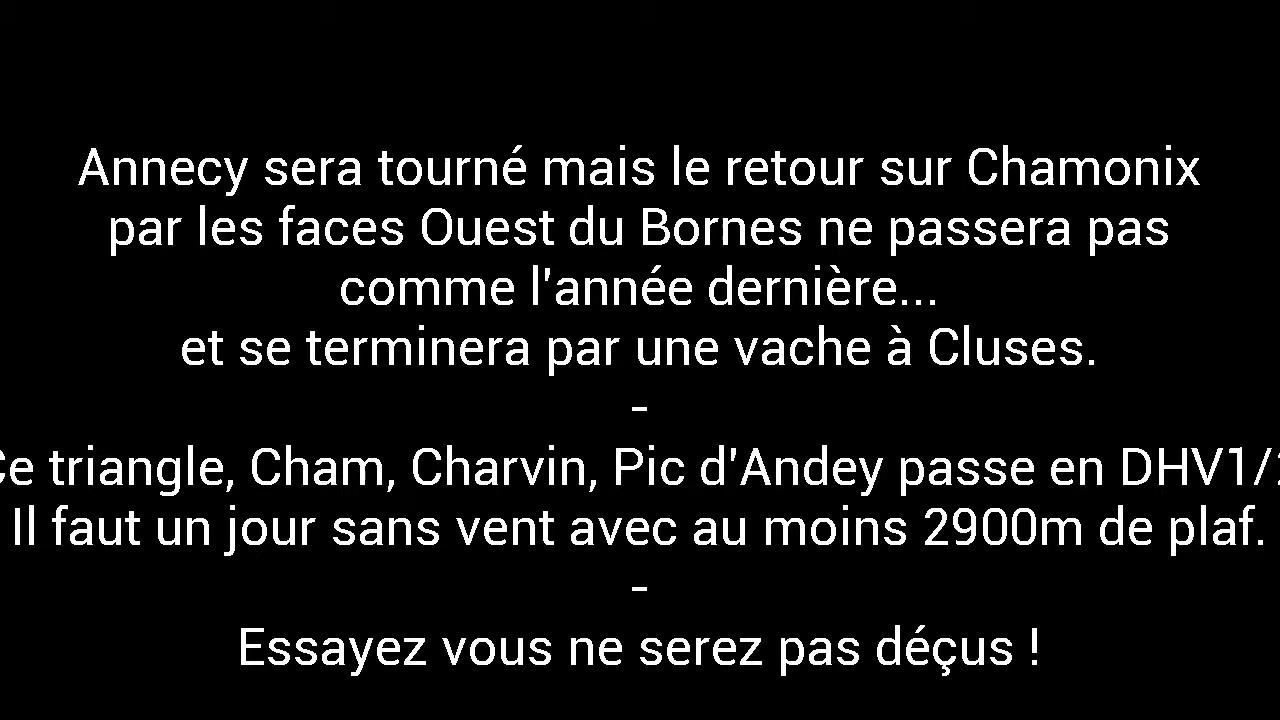 Annecy sera tourné mais le retour sur Chamonix
par les faces Ouest du Bornes ne passera pas
comme l'année dernière...
et se terminera par une vache à Cluses.
-
Ce triangle, Cham, Charvin, Pic d'Andey passe en DHV1/2
Il faut un jour sans vent avec au moins 2900m de plaf.
-
Essayez vous ne serez pas déçus !